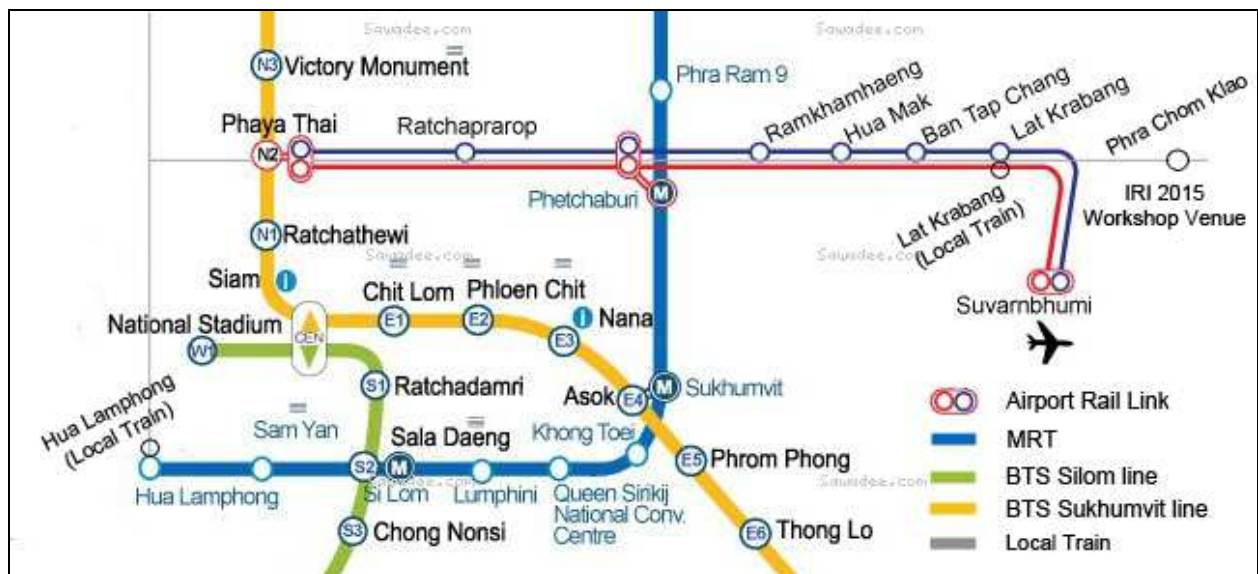 Sawadee.com
Sawadee.com
N3
Victory Monument
Phra Ram 9
Phaya Thai
Ratchaprarop
Ramkhamhaeng
Hua Mak
Ban Tap Chang
Lat Krabang
Phra Chom Klao
N2
Phetchaburi
M
IRI 2015
Workshop Venue
Lat Krabang
(Local Train)
N1
Ratchathewi
Sawadee.com
Sawadee.com
Siam
i
Chit Lom
Phloen Chit
Suvarnbhumi
National Stadium
CEN
E1
E2
E3
i
Nana
W1
Hua Lamphong
(Local Train)
S1
Ratchadamri
Asok
E4
M
Sukhumvit
Airport Rail Link
Sam Yan
Sala Daeng
Khong Toei
MRT
S2
M
E5
Phrom Phong
BTS Silom line
Hua Lamphong
Si Lom
Lumphini
Queen Sirikij
National Conv.
Centre
Sawadee.com
Sawadee.com
BTS Sukhumvit line
S3
Chong Nonsi
E6
Thong Lo
Local Train